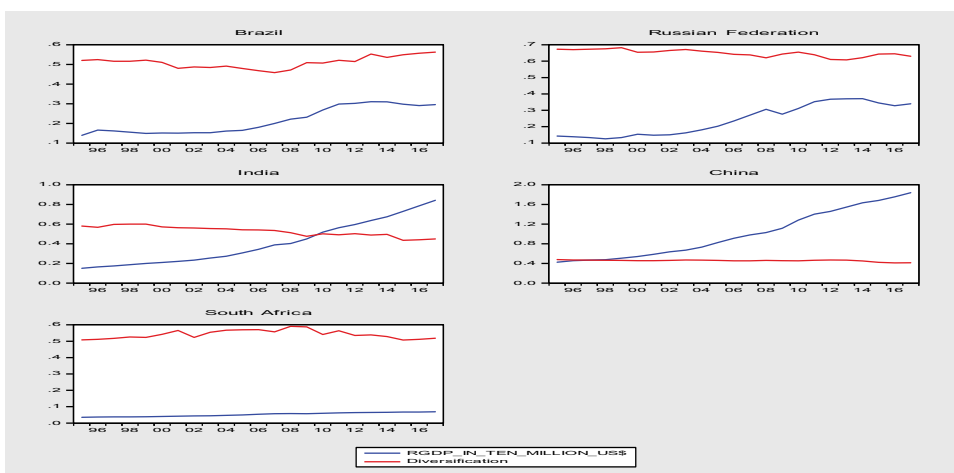 Brazil
.6
.5
.4
.3
.2
.1
96 98 00 02 04 06 08 10 12 14 16
Russian Federation
.7
.6
.5
.4
.3
.2
.1
96 98 00 02 04 06 08 10 12 14 16
India
1.0
0.8
0.6
0.4
0.2
0.0
96 98 00 02 04 06 08 10 12 14 16
China
2.0
1.6
1.2
0.8
0.4
0.0
96 98 00 02 04 06 08 10 12 14 16
South Africa
.6
.5
.4
.3
.2
.1
.0
96 98 00 02 04 06 08 10 12 14 16
RGDP_IN_TEN_MILLION_US$
Diversification